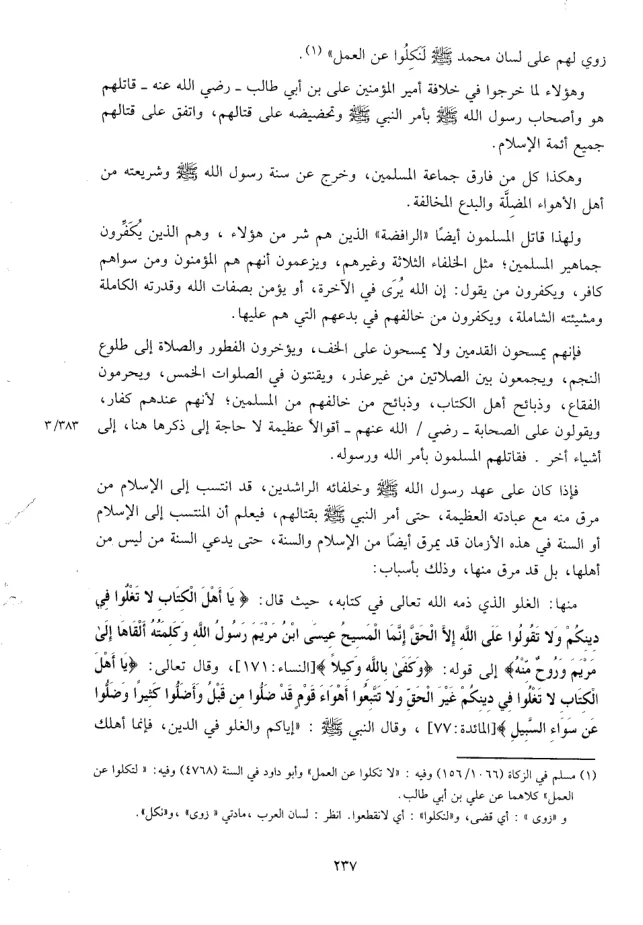 زوي لهم على لسان محمد ﷺ لَنَكلُوا عن العمل» (١) .
وهؤلاء لما خرجوا في خلافة أمير المؤمنين على بن أبي طالب ـ رضي الله عنه ـ قاتلهم
هو وأصحاب رسول الله ﷺ بأمر النبي ﷺ وتحضيضه على قتالهم، واتفق على قتالهم
جميع أئمة الإسلام.
وهكذا كل من فارق جماعة المسلمين، وخرج عن سنة رسول الله ﷺ وشريعته من
أهل الأهواء المضلَّة والبدع المخالفة.
ولهذا قاتل المسلمون أيضًا «الرافضة» الذين هم شر من هؤلاء ، وهم الذين يُكَفِّرون
جماهير المسلمين؛ مثل الخلفاء الثلاثة وغيرهم، ويزعمون أنهم هم المؤمنون ومن سواهم
كافر، ويكفرون من يقول: إن الله يُرَى في الآخرة، أو يؤمن بصفات الله وقدرته الكاملة
ومشيئته الشاملة، ويكفرون من خالفهم في بدعهم التي هم عليها.
فإنهم يمسحون القدمين ولا يمسحون على الخف، ويؤخرون الفطور والصلاة إلى طلوع
النجم، ويجمعون بين الصلاتين من غيرعذر، ويقنتون في الصلوات الخمس، ويحرمون
الفقاع، وذبائح أهل الكتاب، وذبائح من خالفهم من المسلمين؛ لأنهم عندهم كفار،
ويقولون على الصحابة ـ رضي / الله عنهم ـ أقوالاً عظيمة لا حاجة إلى ذكرها هنا، إلى
٣/٣٨٣
أشياء أخر . فقاتلهم المسلمون بأمر الله ورسوله.
فإذا كان على عهد رسول الله ﷺ وخلفائه الراشدين، قد انتسب إلى الإسلام من
مرق منه مع عبادته العظيمة، حتى أمر النبي ﷺ بقتالهم، فيعلم أن المنتسب إلى الإسلام
أو السنة في هذه الأزمان قد يمرق أيضًا من الإسلام والسنة، حتى يدعي السنة من ليس من
أهلها، بل قد مرق منها، وذلك بأسباب:
منها: الغلو الذي ذمه الله تعالى في كتابه، حيث قال: ﴿ يَا أَهْلَ الْكِتَابِ لا تَغْلُوا فِي
دِينِكُمْ وَلا تَقُولُوا عَلَى اللَّهِ إِلاَّ الْحَقَّ إِنَّمَا الْمَسِيحُ عِيسَى ابْنُ مَرْيَمَ رَسُولُ اللَّهِ وَكَلِمَتُهُ أَلْقَاهَا إِلَىٰ
مَرْيَمَ وَرُوحٌ مِّنْهُ﴾ إلى قوله: ﴿وَكَفَىٰ بِاللَّهِ وَكِيلاً ﴾[النساء:١٧١]، وقال تعالى: ﴿يَا أَهْلَ
الْكِتَابِ لا تَغْلُوا فِي دِينِكُمْ غَيْرَ الْحَقِّ وَلا تَتَّبِعُوا أَهْوَاءَ قَوْمٍ قَدْ ضَلُّوا مِن قَبْلُ وَأَضَلُّوا كَثِيرًا وَضَلُّوا
عَن سَوَاءِ السَّبِيلِ ﴾[المائدة:٧٧] ، وقال النبي ﷺ : «إياكم والغلو في الدين، فإنما أهلك
(١) مسلم في الزكاة (١٥٦/١٠٦٦) وفيه : «لا تكلوا عن العمل» وأبو داود في السنة (٤٧٦٨) وفيه: « لتكلوا عن
العمل» كلاهما عن علي بن أبي طالب.
و «زوى » : أي قضى، و«لنكلوا» : أي لانقطعوا. انظر : لسان العرب ،مادتي « زوى» ،و«نكل».
٢٣٧